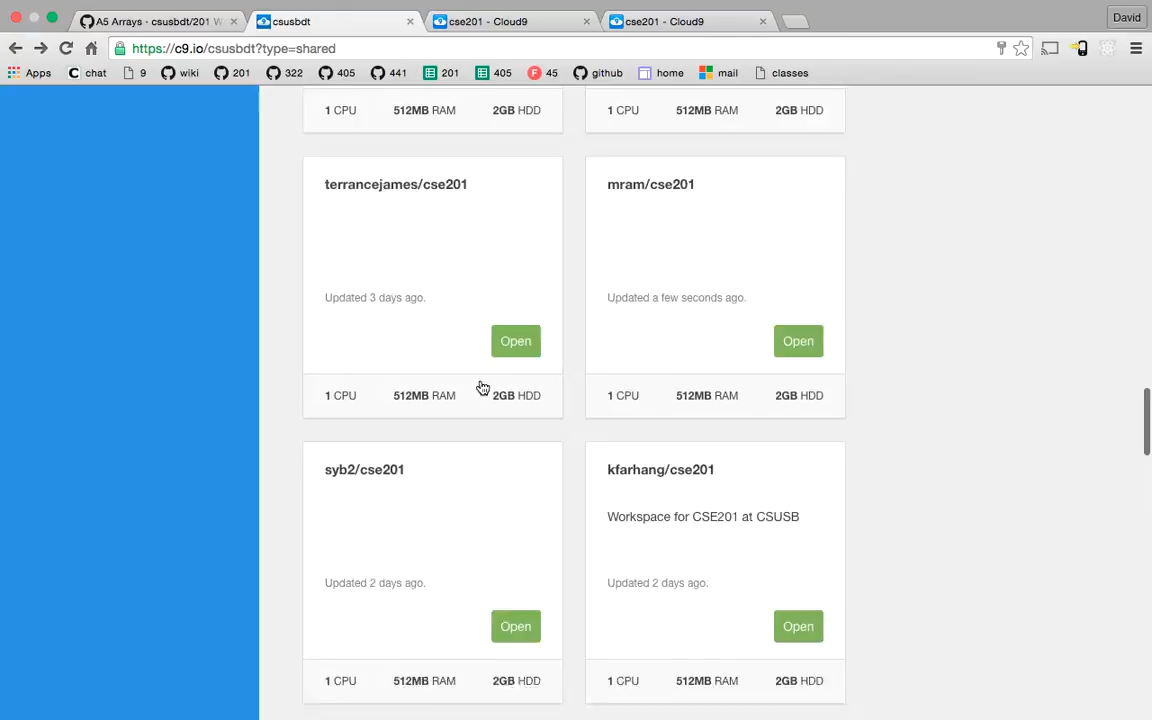 A5 Arrays · csusbdt/201 W
csusbdt
cse201 - Cloud9
cse201 - Cloud9
David
https://c9.io/csusbdt?type=shared
Apps
chat
9
wiki
201
322
405
441
201
405
45
github
home
mail
classes
1 CPU 512MB RAM 2GB HDD
1 CPU 512MB RAM 2GB HDD
terrancejames/cse201
mram/cse201
Updated 3 days ago.
Updated a few seconds ago.
Open
Open
1 CPU 512MB RAM 2GB HDD
1 CPU 512MB RAM 2GB HDD
syb2/cse201
kfarhang/cse201
Workspace for CSE201 at CSUSB
Updated 2 days ago.
Updated 2 days ago.
Open
Open
1 CPU 512MB RAM 2GB HDD
1 CPU 512MB RAM 2GB HDD